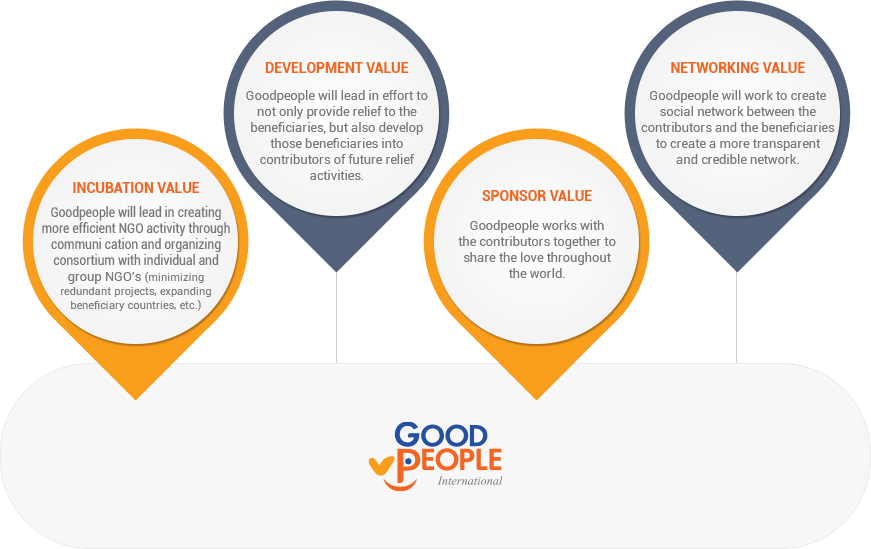 INCUBATION VALUE
Goodpeople will lead in creating
more efficient NGO activity through
communi cation and organizing
consortium with individual and
group NGO's (minimizing
redundant projects, expanding
beneficiary countries, etc.)
DEVELOPMENT VALUE
Goodpeople will lead in effort to
not only provide relief to the
beneficiaries, but also develop
those beneficiaries into
contributors of future relief
activities.
SPONSOR VALUE
Goodpeople works with
the contributors together to
share the love throughout
the world.
NETWORKING VALUE
Goodpeople will work to create
social network between the
contributors and the beneficiaries
to create a more transparent
and credible network.
GOOD
PEOPLE
International